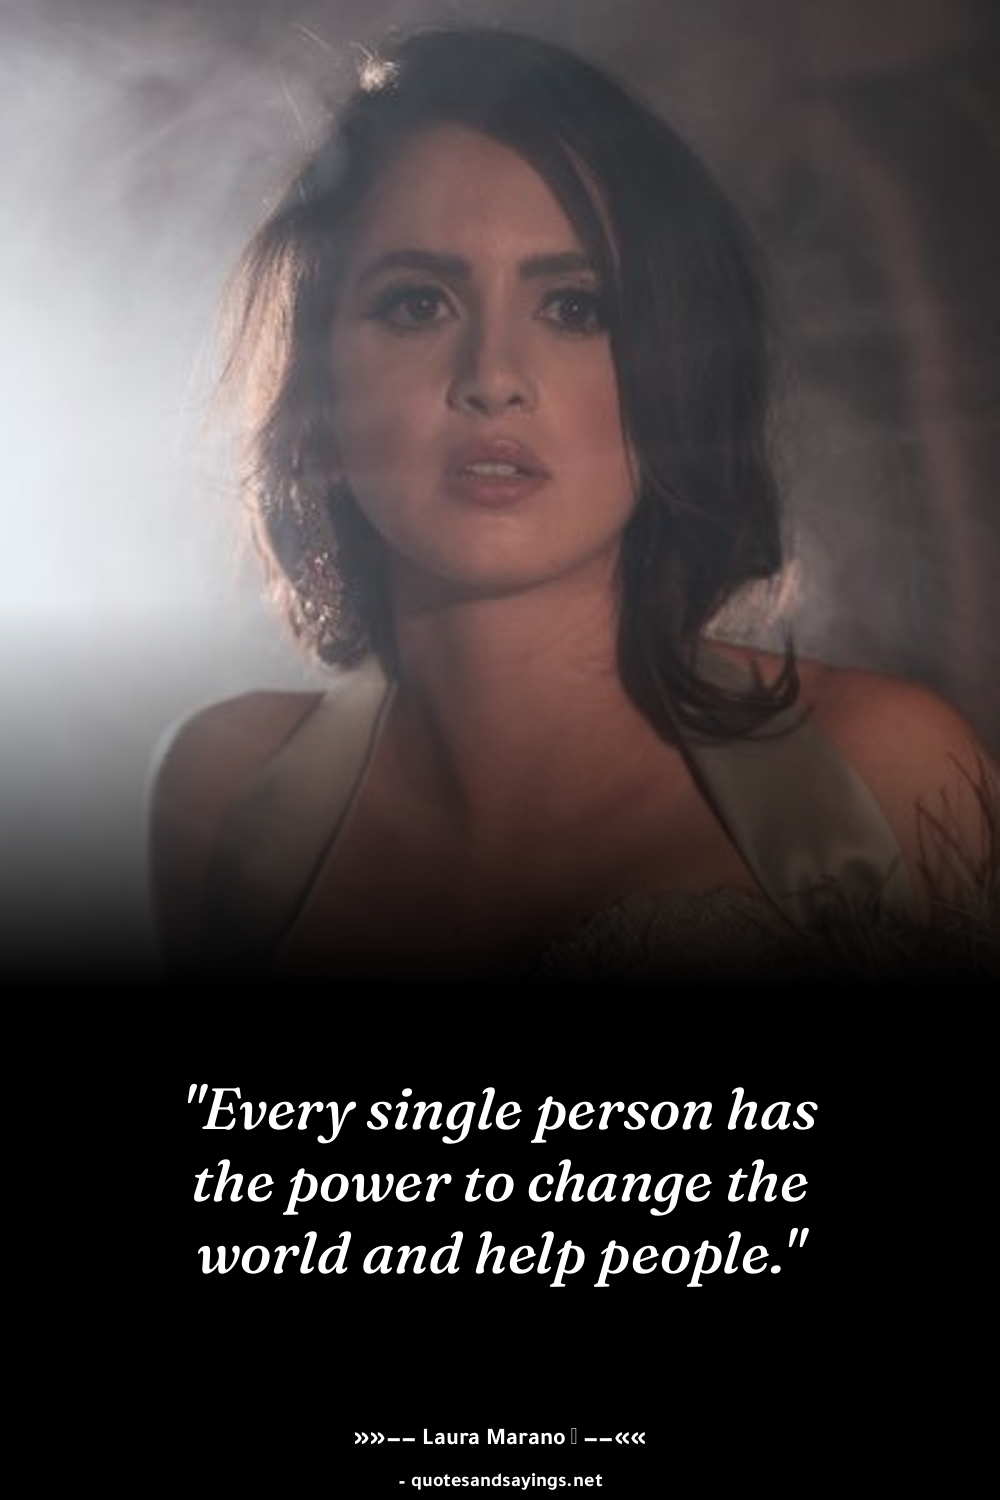 "Every single person has
the power to change the
world and help people."
»»−− Laura Marano ▯ −−««
- quotesandsayings.net